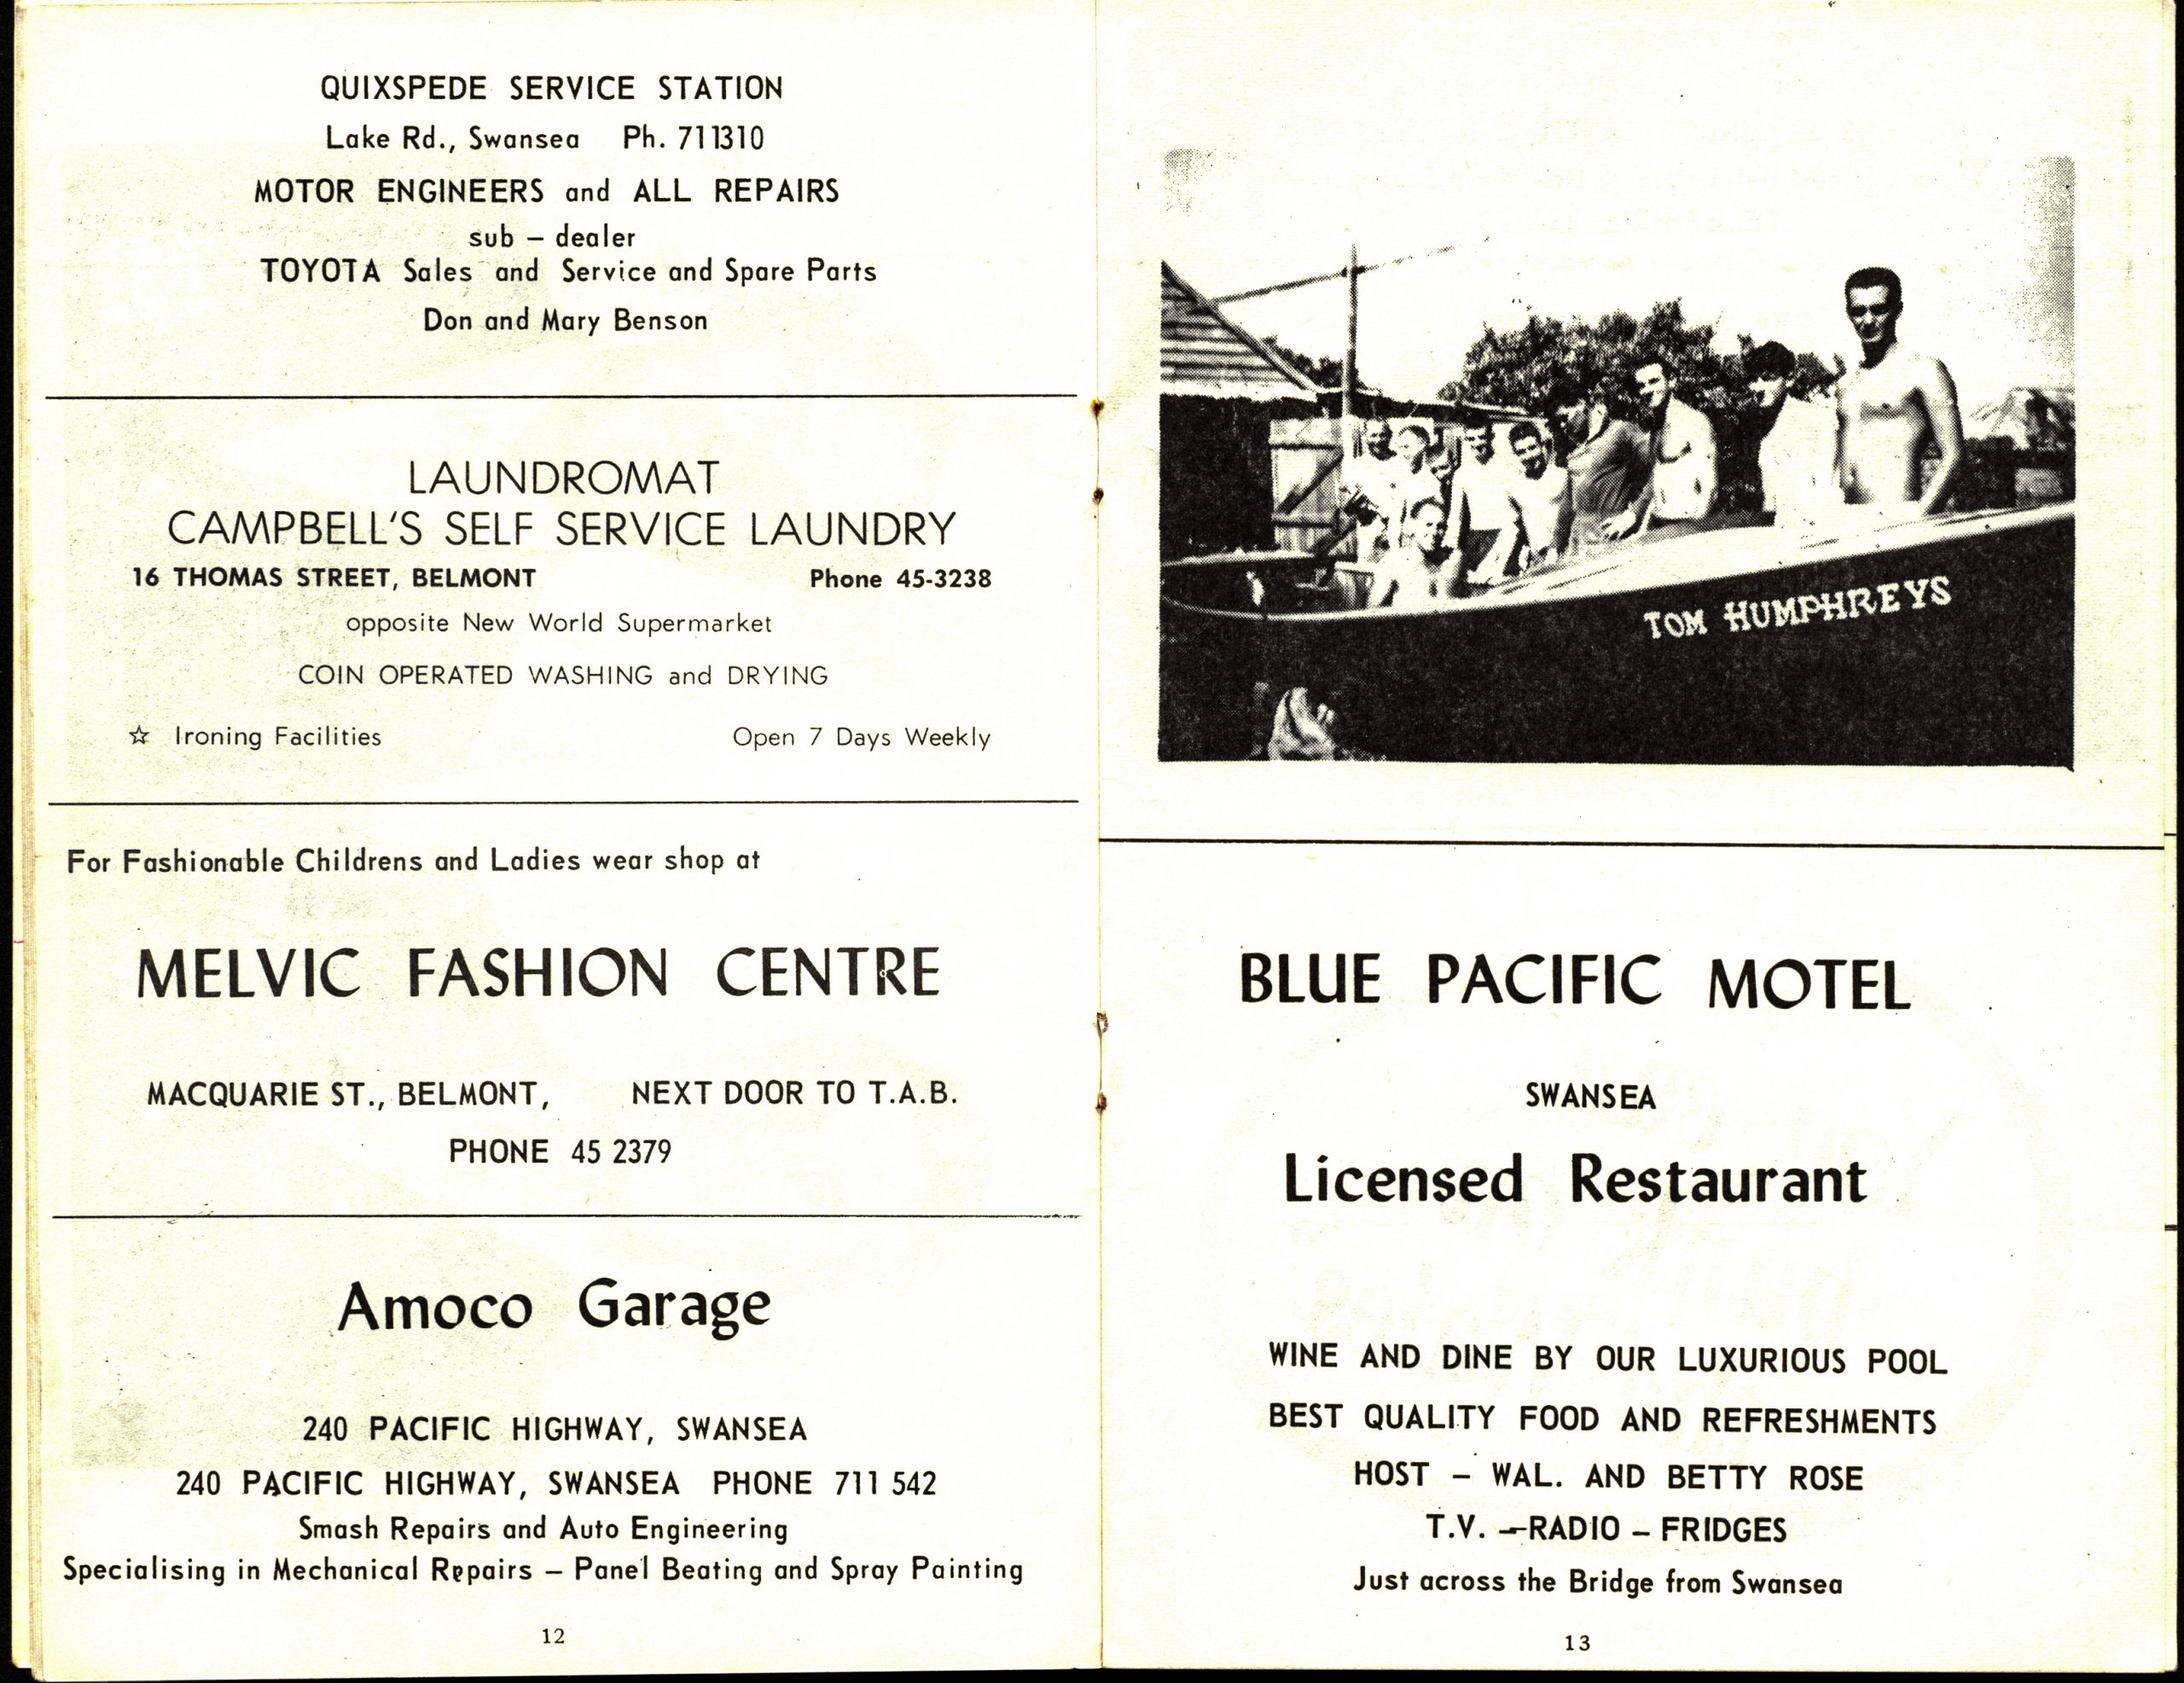 QUIXSPEDE SERVICE STATION
Lake Rd., Swansea Ph. 711310
MOTOR ENGINEERS and ALL REPAIRS
sub – dealer
TOYOTA Sales and Service and Spare Parts
Don and Mary Benson
LAUNDROMAT
CAMPBELL'S SELF SERVICE LAUNDRY
16 THOMAS STREET, BELMONT Phone 45-3238
opposite New World Supermarket
COIN OPERATED WASHING and DRYING
☆ Ironing Facilities Open 7 Days Weekly
For Fashionable Childrens and Ladies wear shop at
MELVIC FASHION CENTRE
MACQUARIE ST., BELMONT, NEXT DOOR TO T.A.B.
PHONE 45 2379
Amoco Garage
240 PACIFIC HIGHWAY, SWANSEA
240 PACIFIC HIGHWAY, SWANSEA PHONE 711 542
Smash Repairs and Auto Engineering
Specialising in Mechanical Repairs – Panel Beating and Spray Painting
12
TOM HUMPHREYS
BLUE PACIFIC MOTEL
SWANSEA
Licensed Restaurant
WINE AND DINE BY OUR LUXURIOUS POOL
BEST QUALITY FOOD AND REFRESHMENTS
HOST – WAL. AND BETTY ROSE
T.V. – RADIO – FRIDGES
Just across the Bridge from Swansea
13